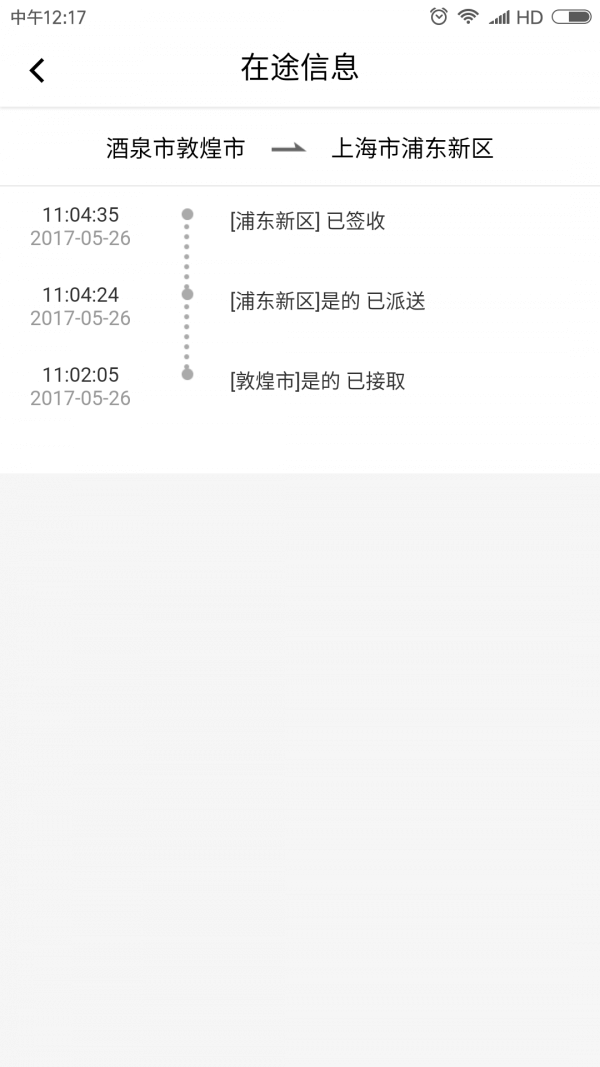 中午12:17 HD
在途信息
酒泉市敦煌市 上海市浦东新区
11:04:35 [浦东新区] 已签收
2017-05-26
11:04:24 [浦东新区]是的 已派送
2017-05-26
11:02:05 [敦煌市]是的 已接取
2017-05-26